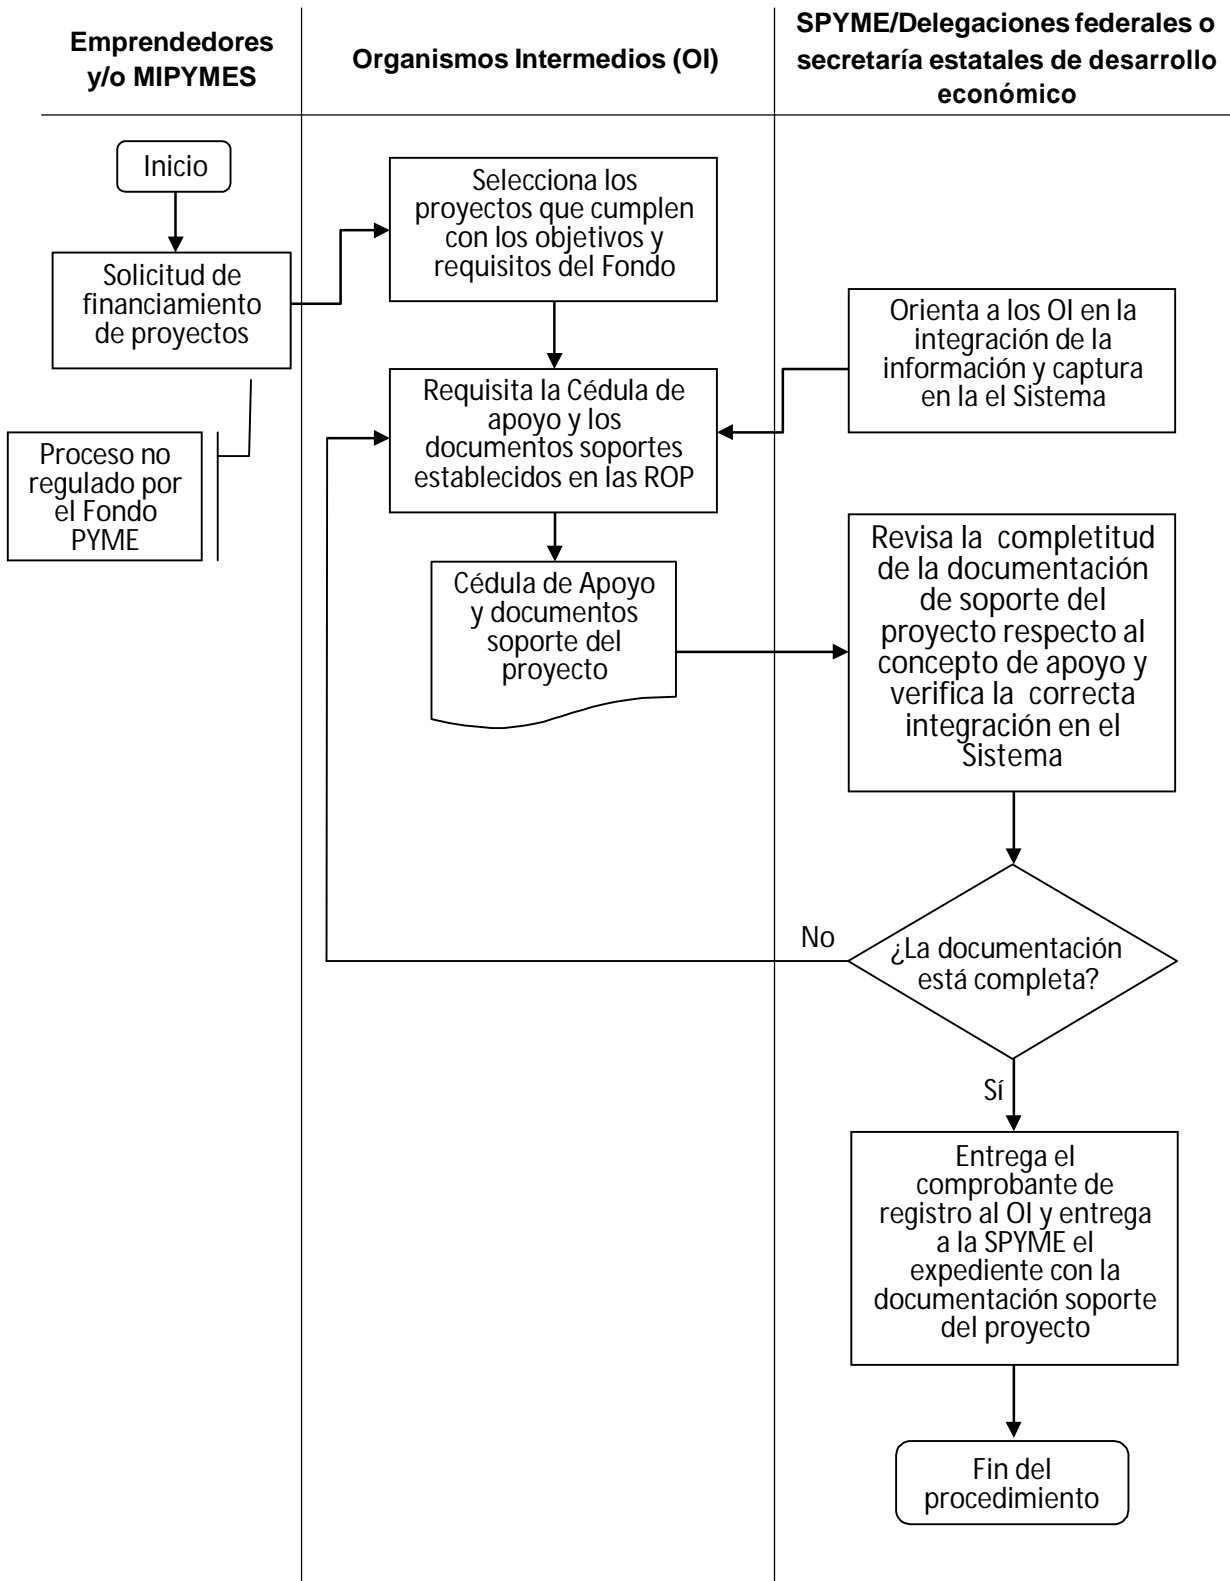 Emprendedores
y/o MIPYMES
Organismos Intermedios (OI)
SPYME/Delegaciones federales o
secretaría estatales de desarrollo
económico
Inicio
Solicitud de
financiamiento
de proyectos
Proceso no
regulado por
el Fondo
PYME
Selecciona los
proyectos que cumplen
con los objetivos y
requisitos del Fondo
Requisita la Cédula de
apoyo y los
documentos soportes
establecidos en las ROP
Cédula de Apoyo
y documentos
soporte del
proyecto
Orienta a los OI en la
integración de la
información y captura
en la el Sistema
Revisa la completitud
de la documentación
de soporte del
proyecto respecto al
concepto de apoyo y
verifica la correcta
integración en el
Sistema
No
¿La documentación
está completa?
Sí
Entrega el
comprobante de
registro al OI y entrega
a la SPYME el
expediente con la
documentación soporte
del proyecto
Fin del
procedimiento